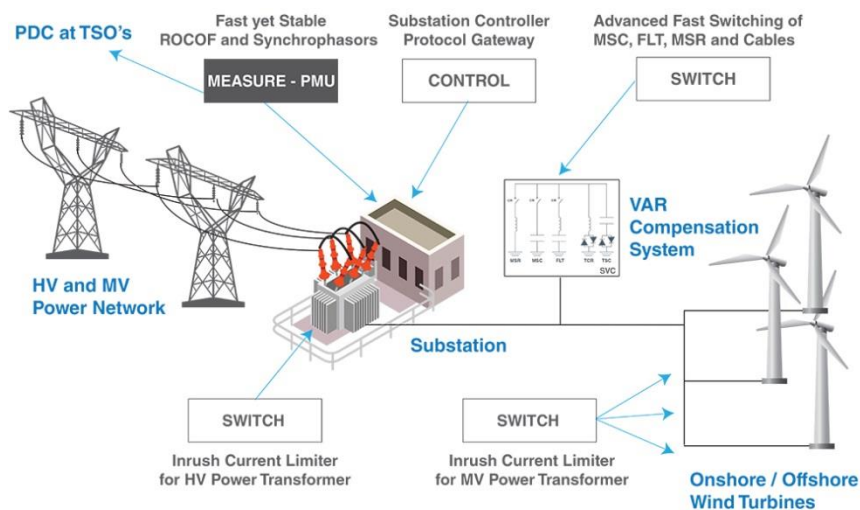 Fast yet Stable
ROCOF and Synchrophasors
Substation Controller
Protocol Gateway
Advanced Fast Switching of
MSC, FLT, MSR and Cables
PDC at TSO's
MEASURE - PMU
CONTROL
SWITCH
VAR
Compensation
System
MSR MSC FLT TCR TSC
SVC
HV and MV
Power Network
Substation
SWITCH
SWITCH
Inrush Current Limiter
for HV Power Transformer
Inrush Current Limiter
for MV Power Transformer
Onshore / Offshore
Wind Turbines